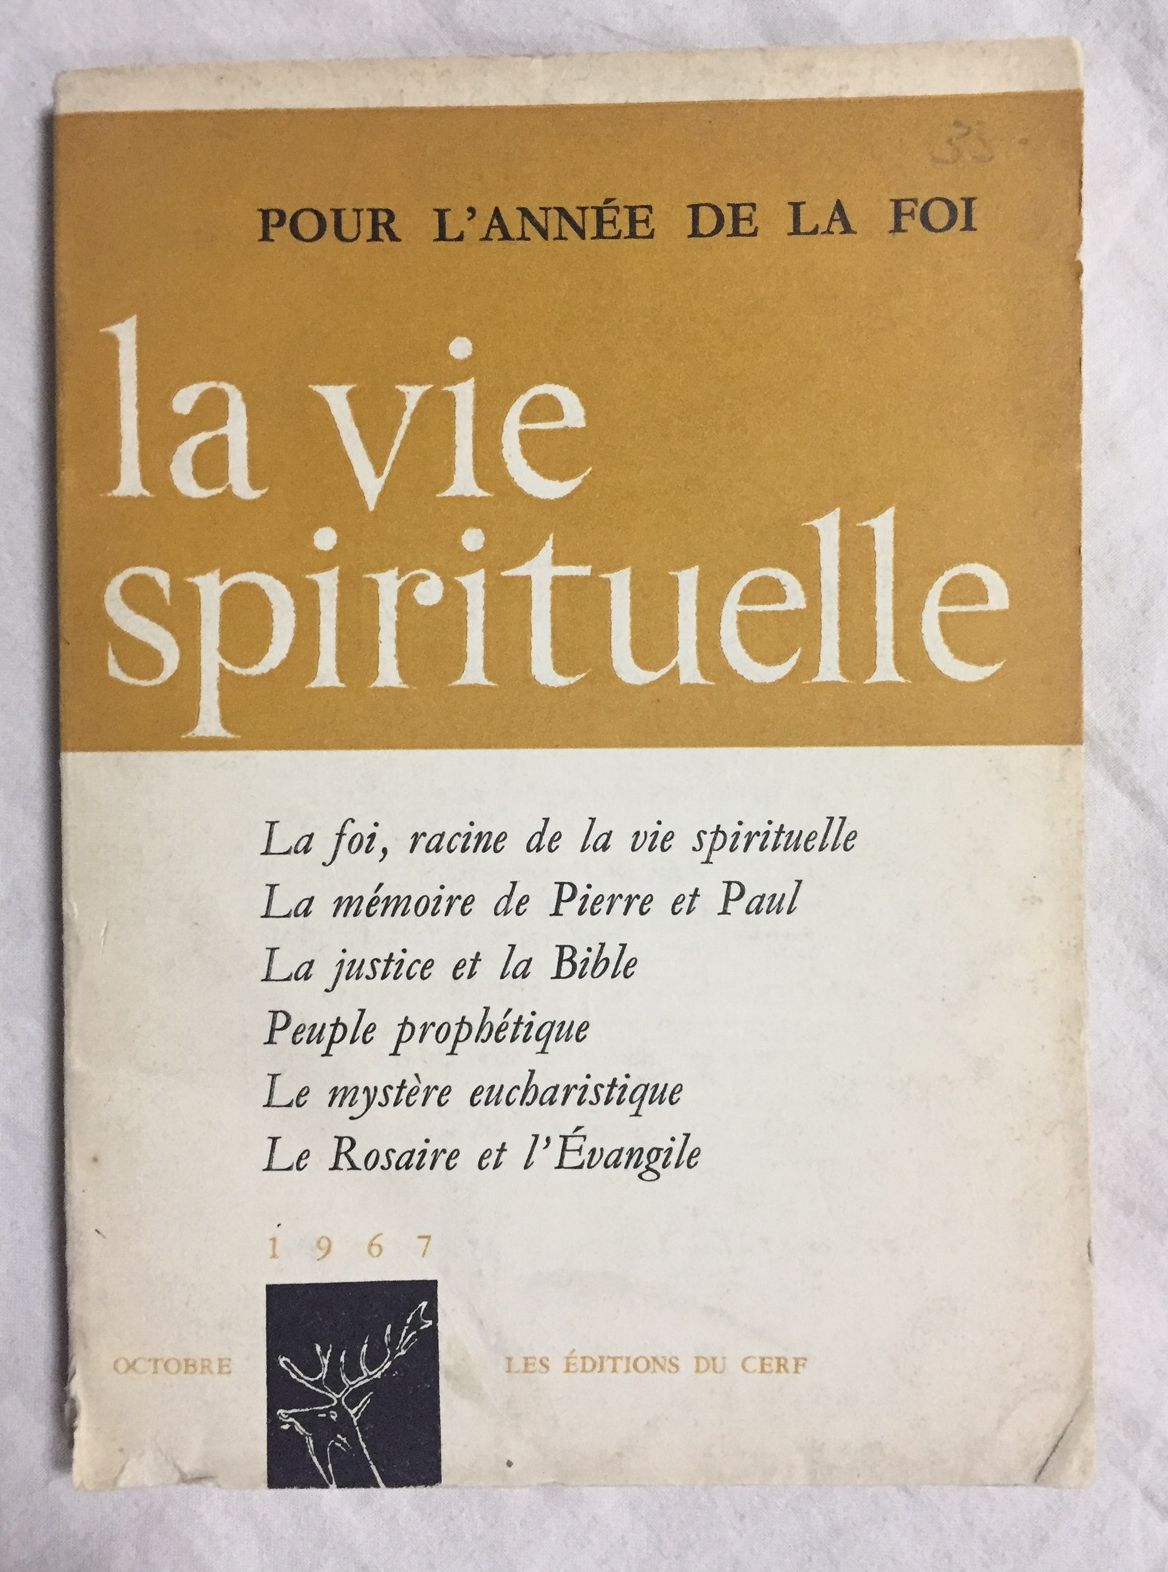 POUR L'ANNÉE DE LA FOI
la vie
spirituelle
La foi, racine de la vie spirituelle
La mémoire de Pierre et Paul
La justice et la Bible
Peuple prophétique
Le mystère eucharistique
Le Rosaire et l'Évangile
1967
OCTOBRE
LES ÉDITIONS DU CERF